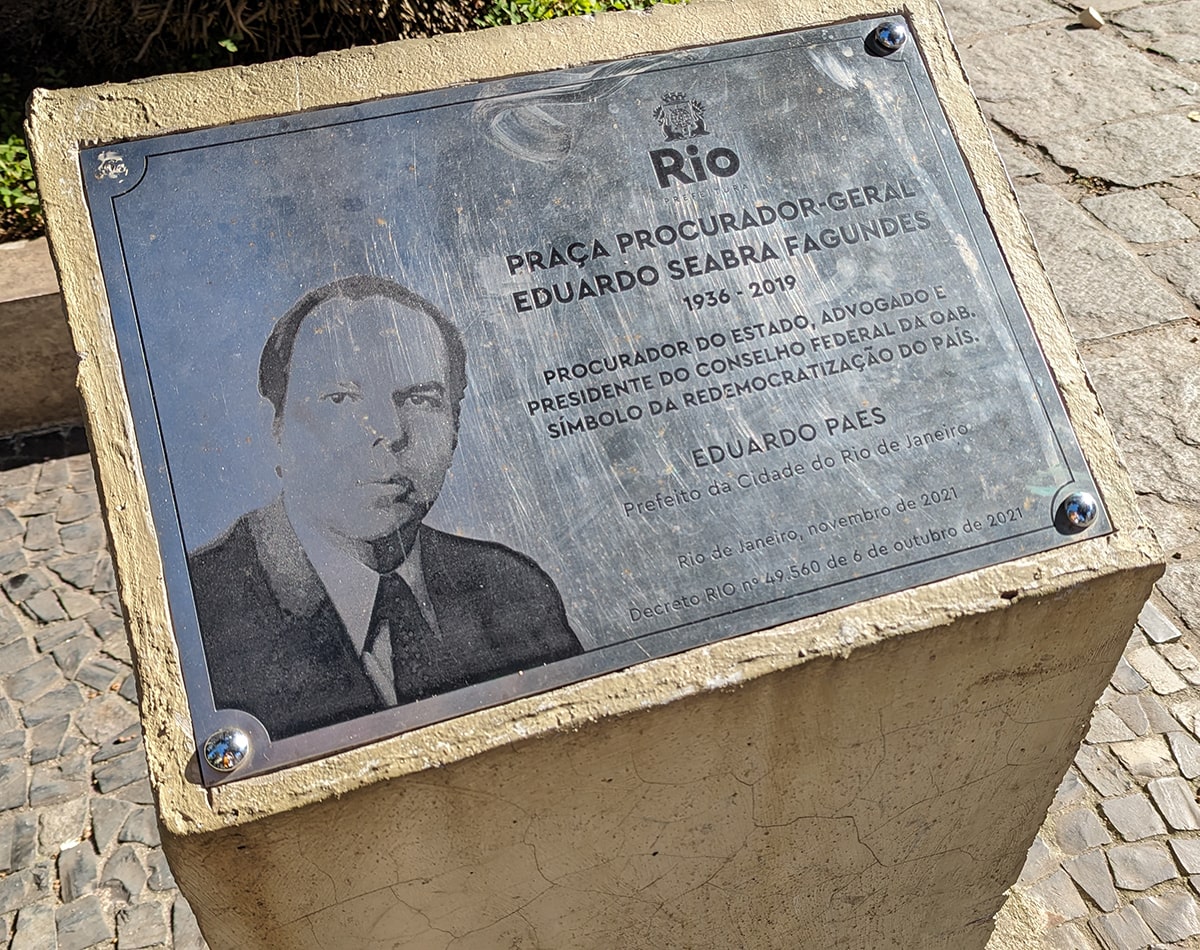 Rio
PREFEITURA
PRAÇA PROCURADOR-GERAL
EDUARDO SEABRA FAGUNDES
1936 - 2019
PROCURADOR DO ESTADO, ADVOGADO E
PRESIDENTE DO CONSELHO FEDERAL DA OAB.
SÍMBOLO DA REDEMOCRATIZAÇÃO DO PAÍS.
EDUARDO PAES
Prefeito da Cidade do Rio de Janeiro
Rio de Janeiro, novembro de 2021
Decreto RIO nº 49.560 de 6 de outubro de 2021